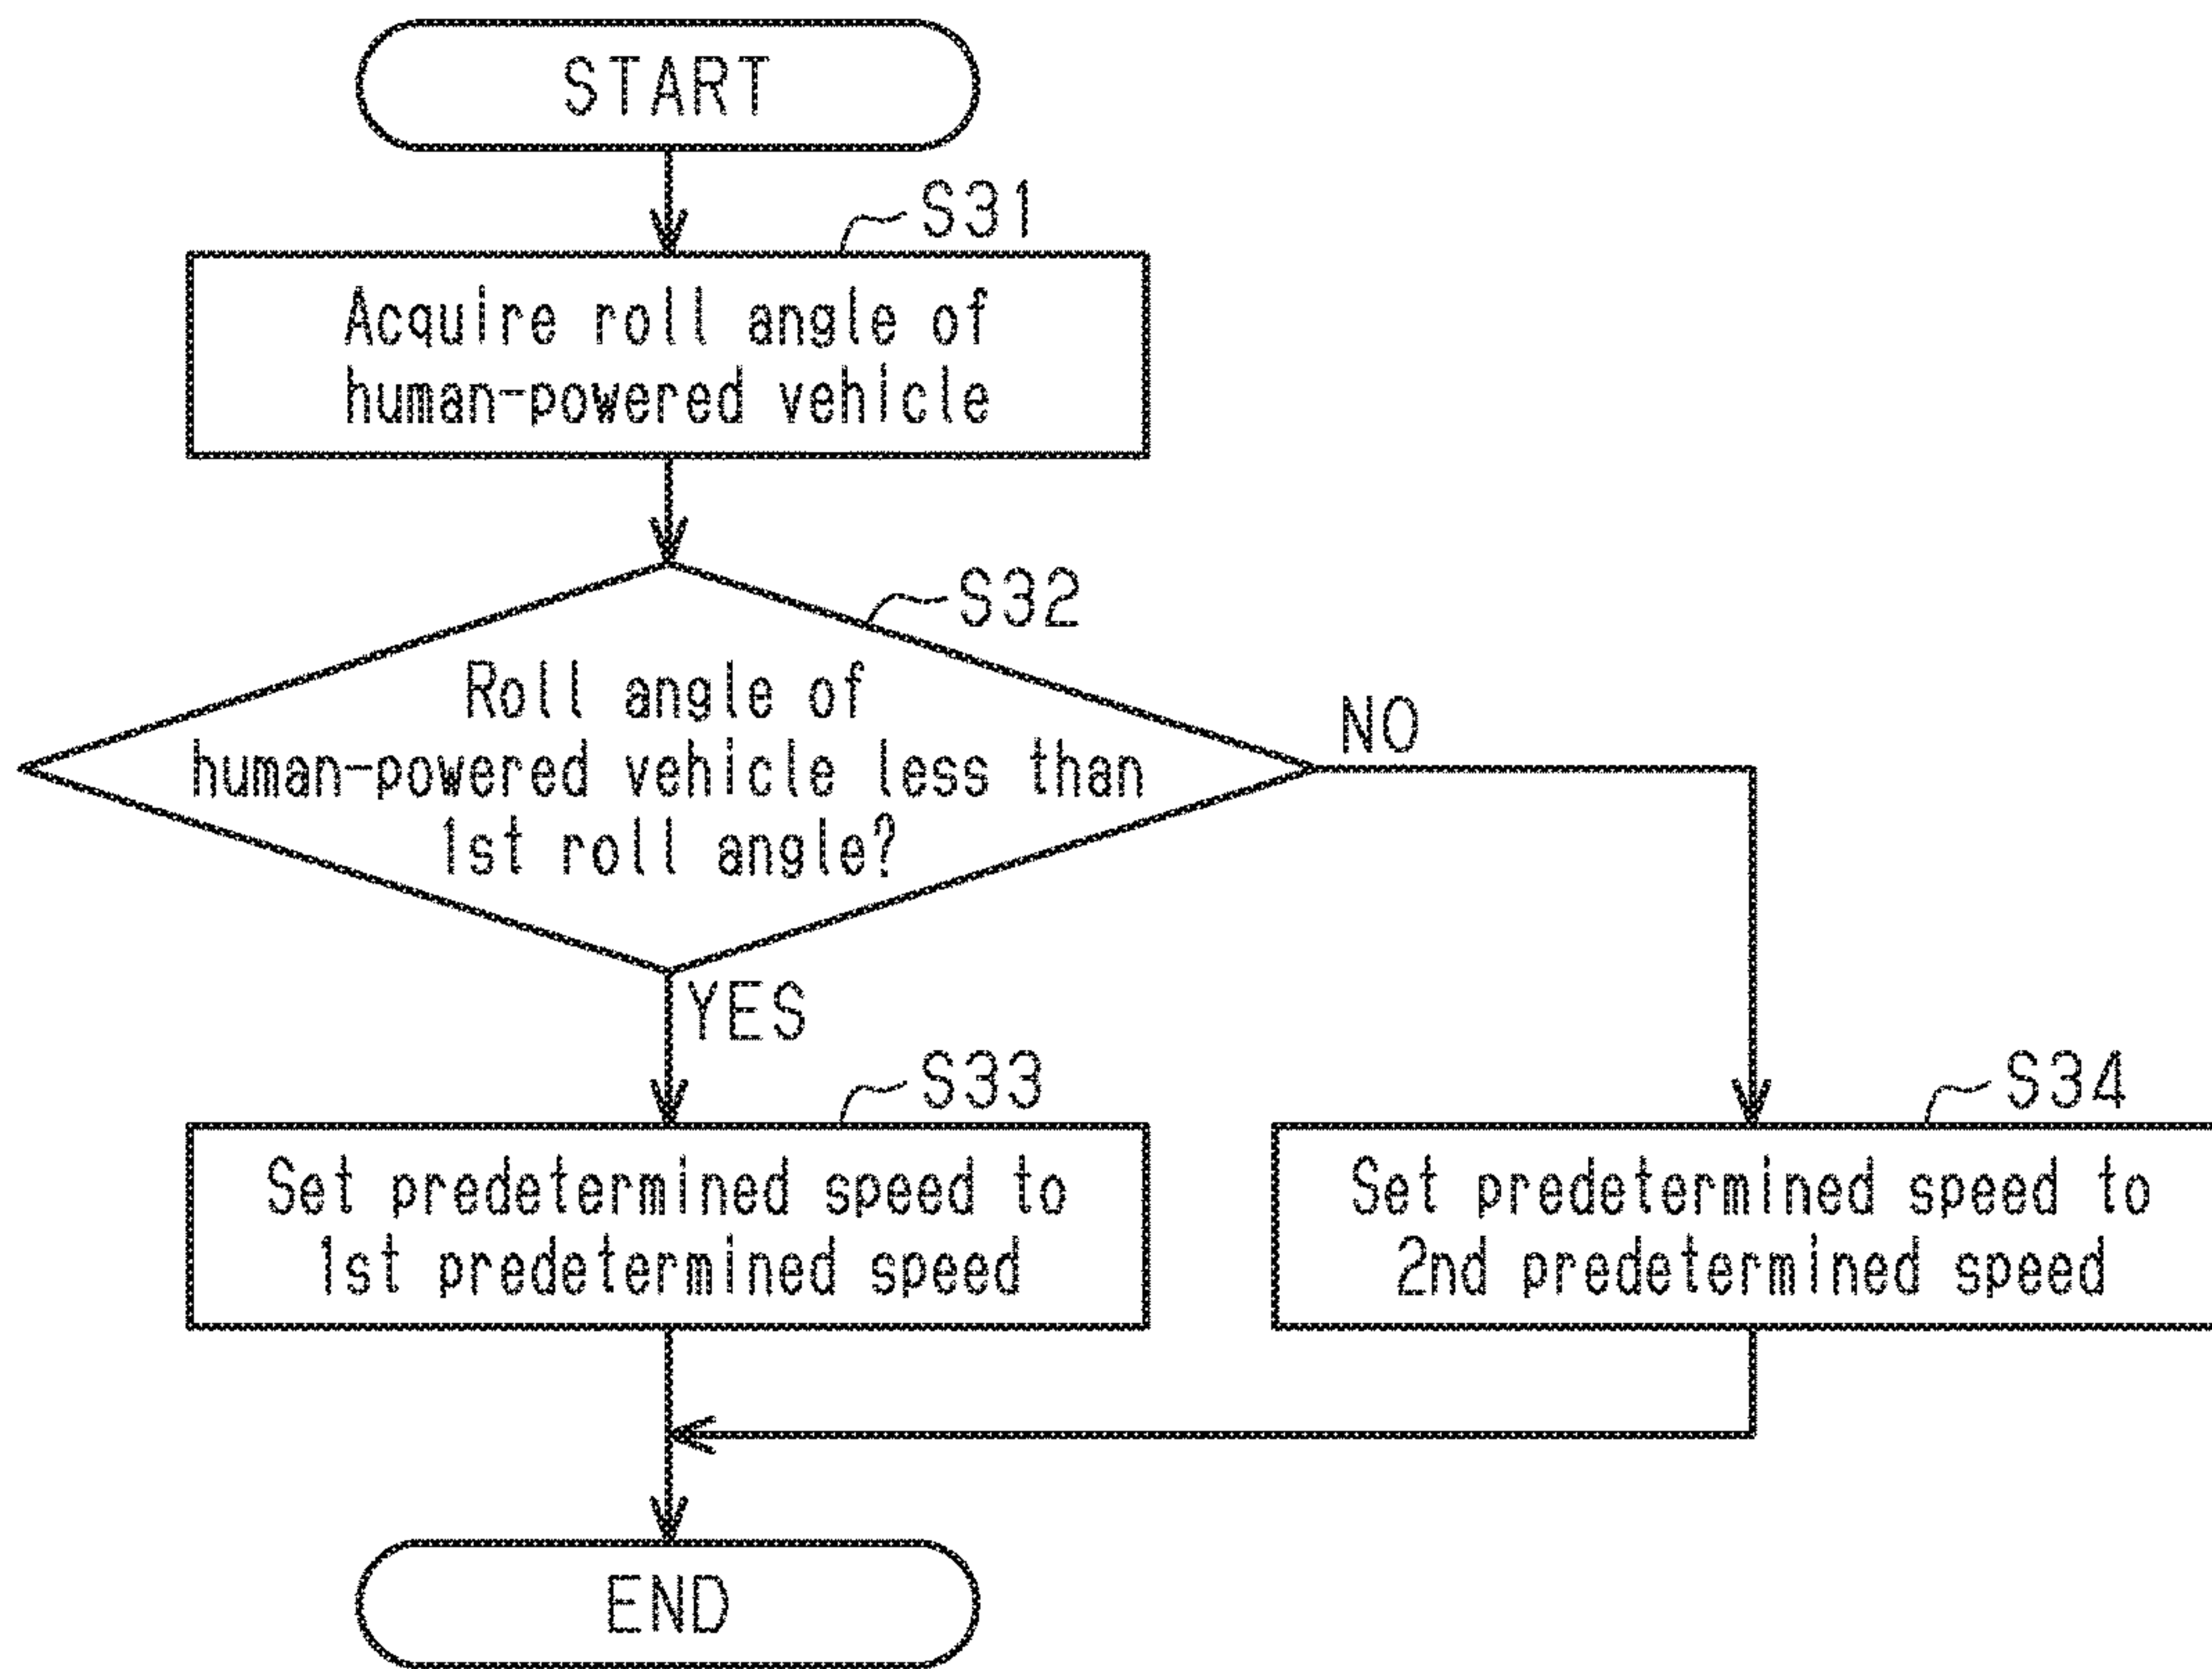 START
S31
Acquire roll angle of
human-powered vehicle
S32
Roll angle of
human-powered vehicle less than
1st roll angle?
NO
YES
S33
Set predetermined speed to
1st predetermined speed
S34
Set predetermined speed to
2nd predetermined speed
END